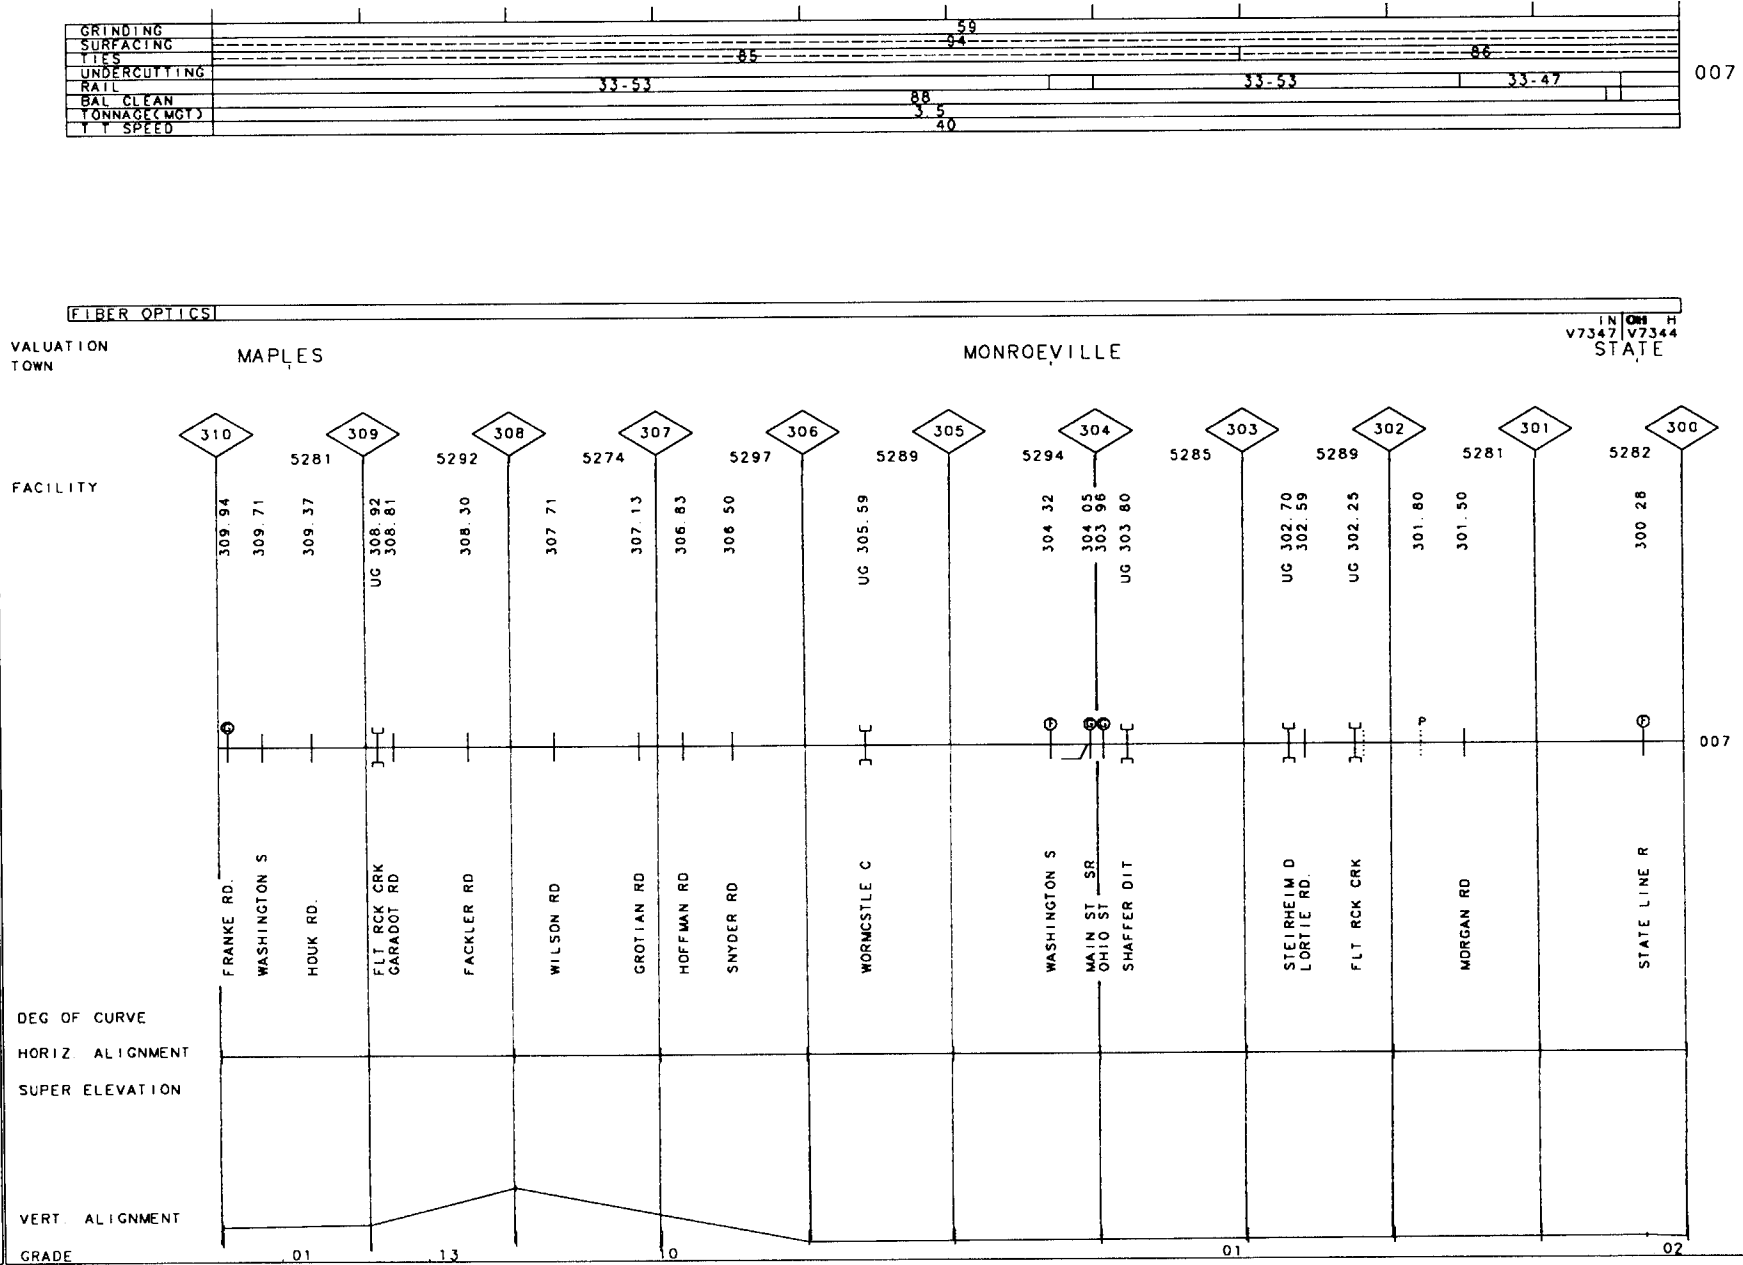 GRINDING 59
SURFACING 94
TIES 85 86
UNDERCUTTING
RAIL 33-53 33-53 33-47
BAL CLEAN 88
TONNAGE(MGT) 3.5
T T SPEED 40
007
FIBER OPTICS
IN OH H
VALUATION V7347 V7344
TOWN MAPLES MONROEVILLE STATE
310 309 308 307 306 305 304 303 302 301 300
5281 5292 5274 5297 5289 5294 5285 5289 5281 5282
FACILITY
309.94
309.71
309.37
UG 308.92
308.81
308.30
307 71
307.13
306.83
306 50
UG 305.59
304 32
304 05
303 96
UG 303 80
UG 302.70
302.59
UG 302.25
301.80
301.50
300 28
G F G G P F
007
FRANKE RD.
WASHINGTON S
HOUK RD.
FLT RCK CRK
GARADOT RD
FACKLER RD
WILSON RD
GROTIAN RD
HOFFMAN RD
SNYDER RD
WORMCSTLE C
WASHINGTON S
MAIN ST SR
OHIO ST
SHAFFER DIT
STEIRHEIM D
LORTIE RD.
FLT RCK CRK
MORGAN RD
STATE LINE R
DEG OF CURVE
HORIZ. ALIGNMENT
SUPER ELEVATION
VERT. ALIGNMENT
GRADE .01 .13 10 01 02